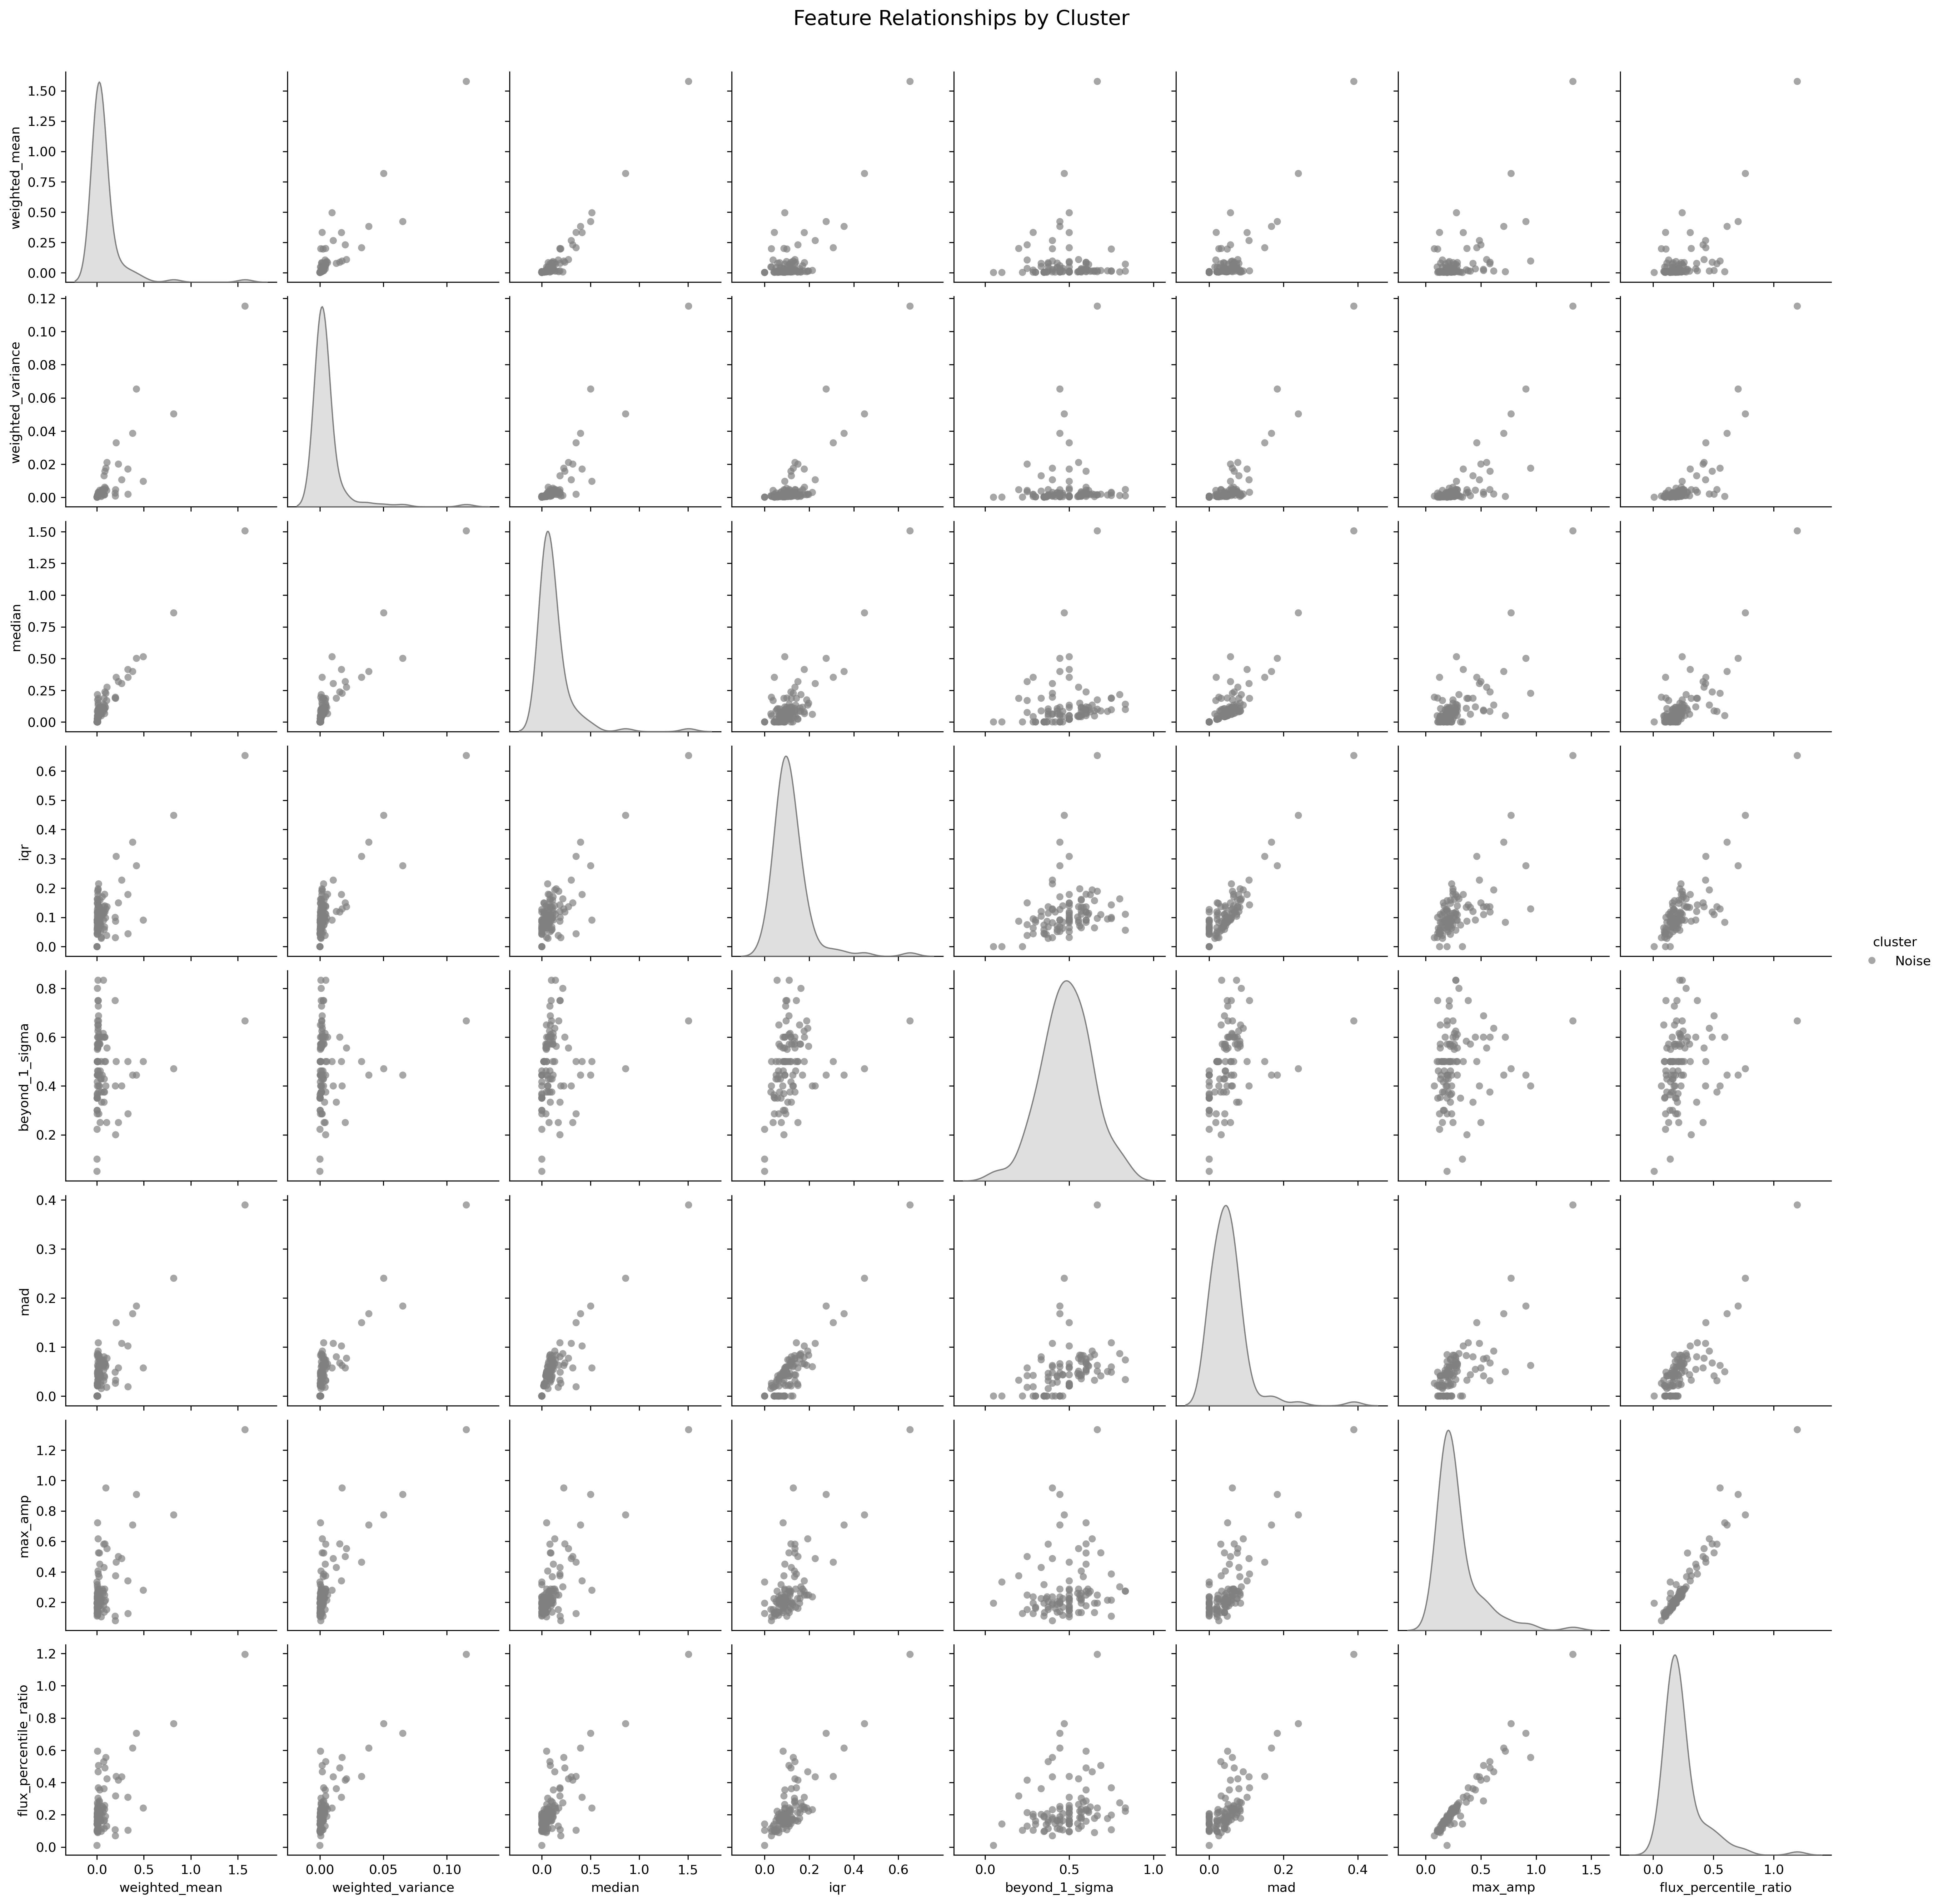 Feature Relationships by Cluster
weighted_mean
1.50
1.25
1.00
0.75
0.50
0.25
0.00
weighted_variance
0.12
0.10
0.08
0.06
0.04
0.02
0.00
median
1.50
1.25
1.00
0.75
0.50
0.25
0.00
iqr
0.6
0.5
0.4
0.3
0.2
0.1
0.0
cluster
Noise
beyond_1_sigma
0.8
0.6
0.4
0.2
mad
0.4
0.3
0.2
0.1
0.0
max_amp
1.2
1.0
0.8
0.6
0.4
0.2
flux_percentile_ratio
1.2
1.0
0.8
0.6
0.4
0.2
0.0
0.0 0.5 1.0 1.5
0.00 0.05 0.10
0.0 0.5 1.0 1.5
0.0 0.2 0.4 0.6
0.0 0.5 1.0
0.0 0.2 0.4
0.0 0.5 1.0 1.5
0.0 0.5 1.0
weighted_mean
weighted_variance
median
iqr
beyond_1_sigma
mad
max_amp
flux_percentile_ratio